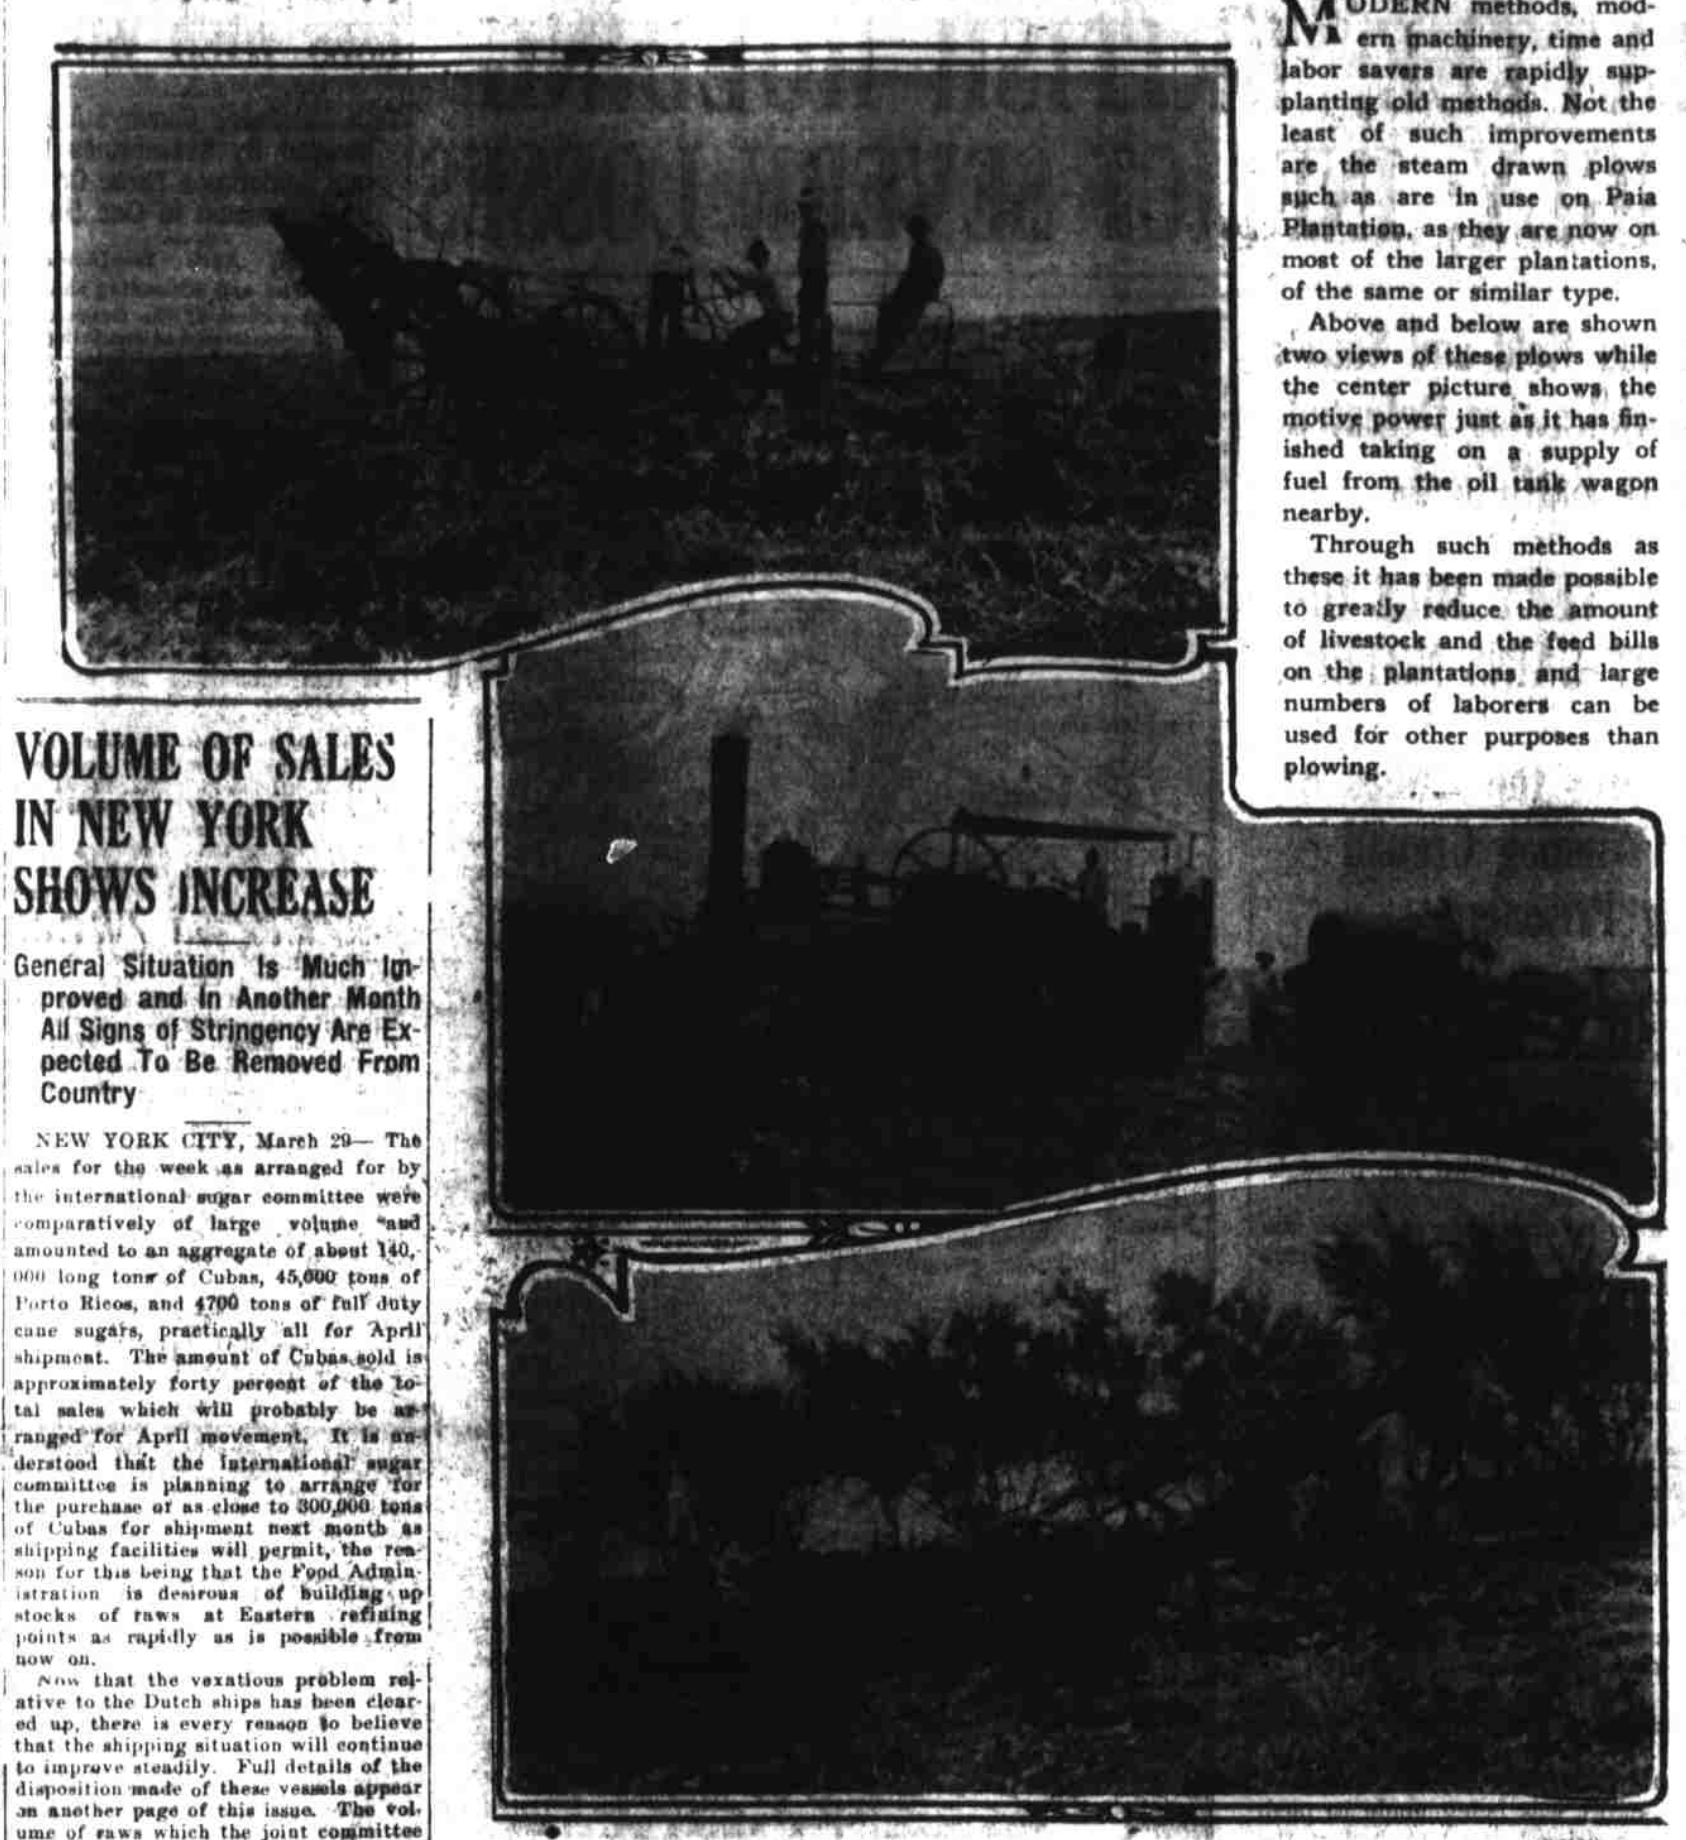 MODERN methods, mod-
ern machinery, time and
labor savers are rapidly sup-
planting old methods. Not the
least of such improvements
are the steam drawn plows
such as are in use on Paia
Plantation, as they are now on
most of the larger plantations,
of the same or similar type.
Above and below are shown
two views of these plows while
the center picture shows the
motive power just as it has fin-
ished taking on a supply of
fuel from the oil tank wagon
nearby.
Through such methods as
these it has been made possible
to greatly reduce the amount
of livestock and the feed bills
on the plantations and large
numbers of laborers can be
used for other purposes than
plowing.
VOLUME OF SALES
IN NEW YORK
SHOWS INCREASE
General Situation Is Much Im-
proved and In Another Month
All Signs of Stringency Are Ex-
pected To Be Removed From
Country
NEW YORK CITY, March 29— The
sales for the week as arranged for by
the international sugar committee were
comparatively of large volume and
amounted to an aggregate of about 140,-
000 long tons of Cubas, 45,000 tons of
Porto Ricos, and 4700 tons of full duty
cane sugars, practically all for April
shipment. The amount of Cubas sold is
approximately forty percent of the to-
tal sales which will probably be ar-
ranged for April movement. It is un-
derstood that the International sugar
committee is planning to arrange for
the purchase of as close to 300,000 tons
of Cubas for shipment next month as
shipping facilities will permit, the rea-
son for this being that the Food Admin-
istration is desirous of building up
stocks of raws at Eastern refining
points as rapidly as is possible from
now on.
Now that the vexatious problem rel-
ative to the Dutch ships has been clear-
ed up, there is every reason to believe
that the shipping situation will continue
to improve steadily. Full details of the
disposition made of these vessels appear
on another page of this issue. The vol-
ume of raws which the joint committee